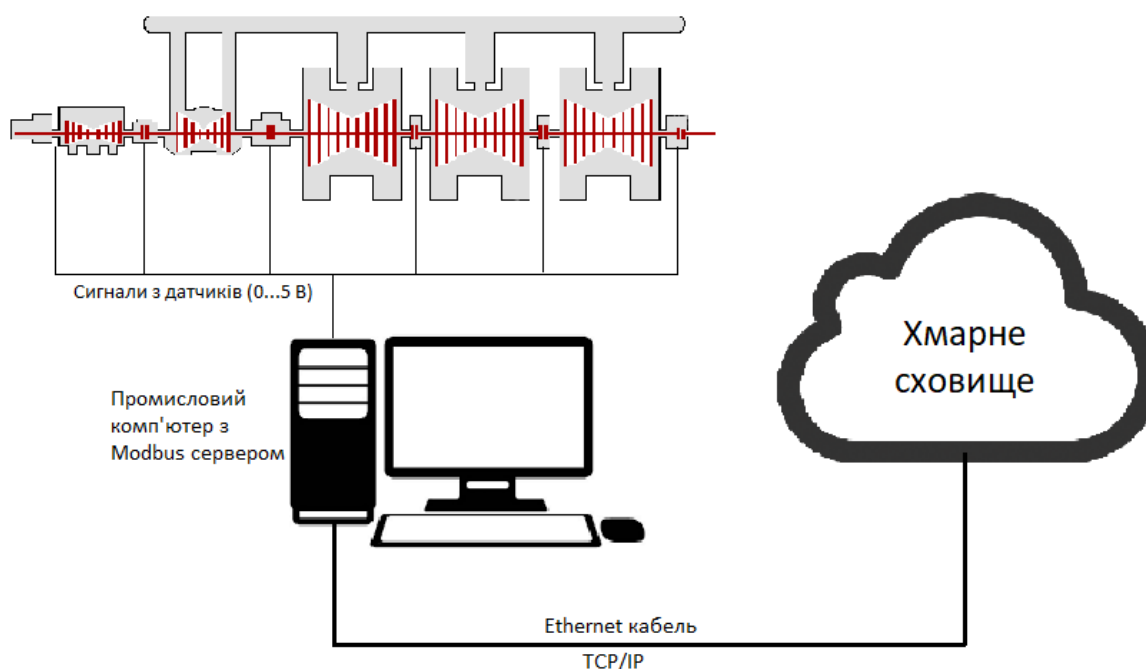 Сигнали з датчиків (0...5 В)
Промисловий
комп'ютер з
Modbus сервером
Хмарне
сховище
Ethernet кабель
TCP/IP